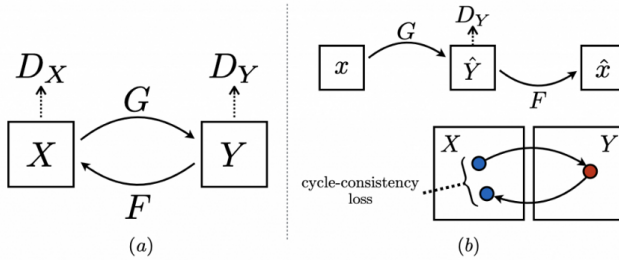 D_X
D_Y
G
X
Y
F
(a)
D_Y
G
x
Ŷ
x̂
F
X
Y
cycle-consistency
loss
(b)